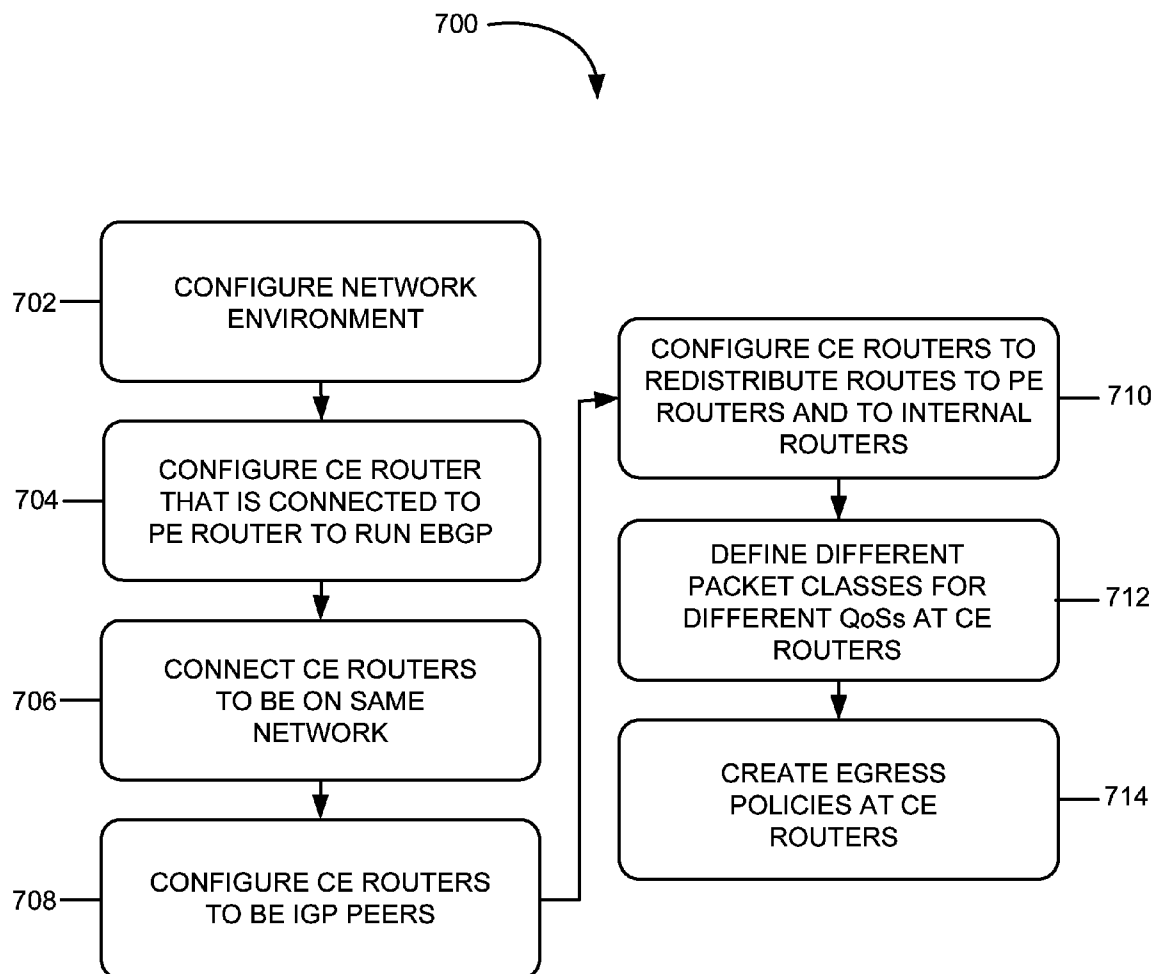 700
702
CONFIGURE NETWORK
ENVIRONMENT
704
CONFIGURE CE ROUTER
THAT IS CONNECTED TO
PE ROUTER TO RUN EBGP
706
CONNECT CE ROUTERS
TO BE ON SAME
NETWORK
708
CONFIGURE CE ROUTERS
TO BE IGP PEERS
CONFIGURE CE ROUTERS TO
REDISTRIBUTE ROUTES TO PE
ROUTERS AND TO INTERNAL
ROUTERS
710
DEFINE DIFFERENT
PACKET CLASSES FOR
DIFFERENT QoSs AT CE
ROUTERS
712
CREATE EGRESS
POLICIES AT CE
ROUTERS
714